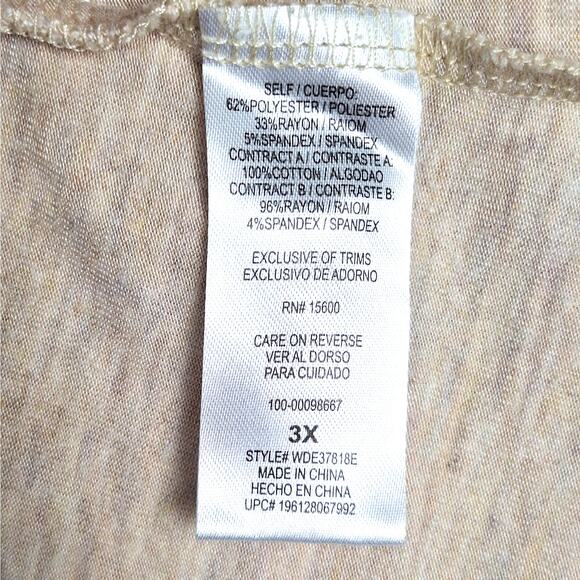 SELF / CUERPO:
62%POLYESTER / POLIESTER
33%RAYON / RAIOM
5%SPANDEX / SPANDEX
CONTRACT A / CONTRASTE A:
100%COTTON / ALGODAO
CONTRACT B / CONTRASTE B:
96%RAYON / RAIOM
4%SPANDEX / SPANDEX
EXCLUSIVE OF TRIMS
EXCLUSIVO DE ADORNO
RN# 15600
CARE ON REVERSE
VER AL DORSO
PARA CUIDADO
100-00098667
3X
STYLE# WDE37818E
MADE IN CHINA
HECHO EN CHINA
UPC# 196128067992